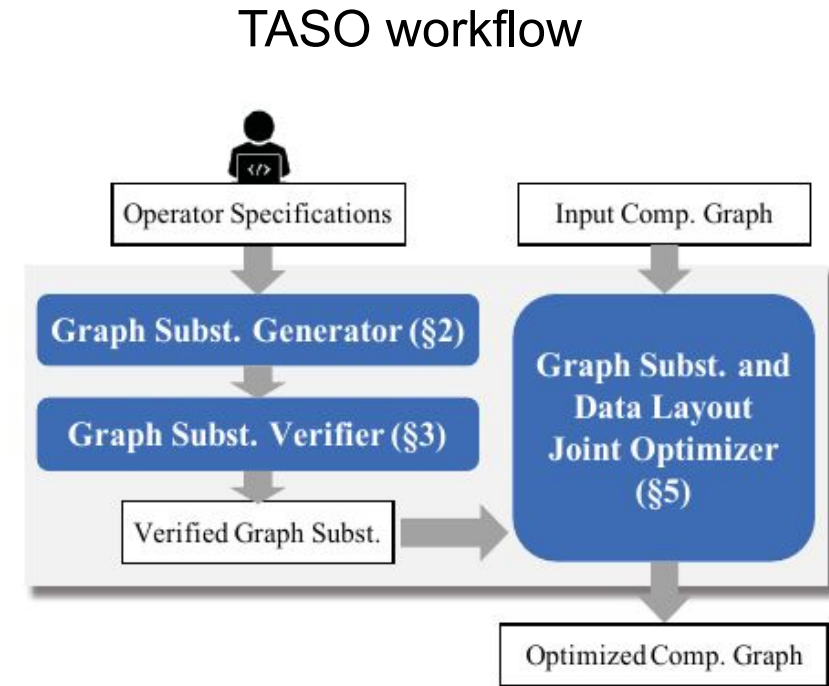 TASO workflow
</>
Operator Specifications
Input Comp. Graph
Graph Subst. Generator (§2)
Graph Subst. Verifier (§3)
Verified Graph Subst.
Graph Subst. and
Data Layout
Joint Optimizer
(§5)
Optimized Comp. Graph